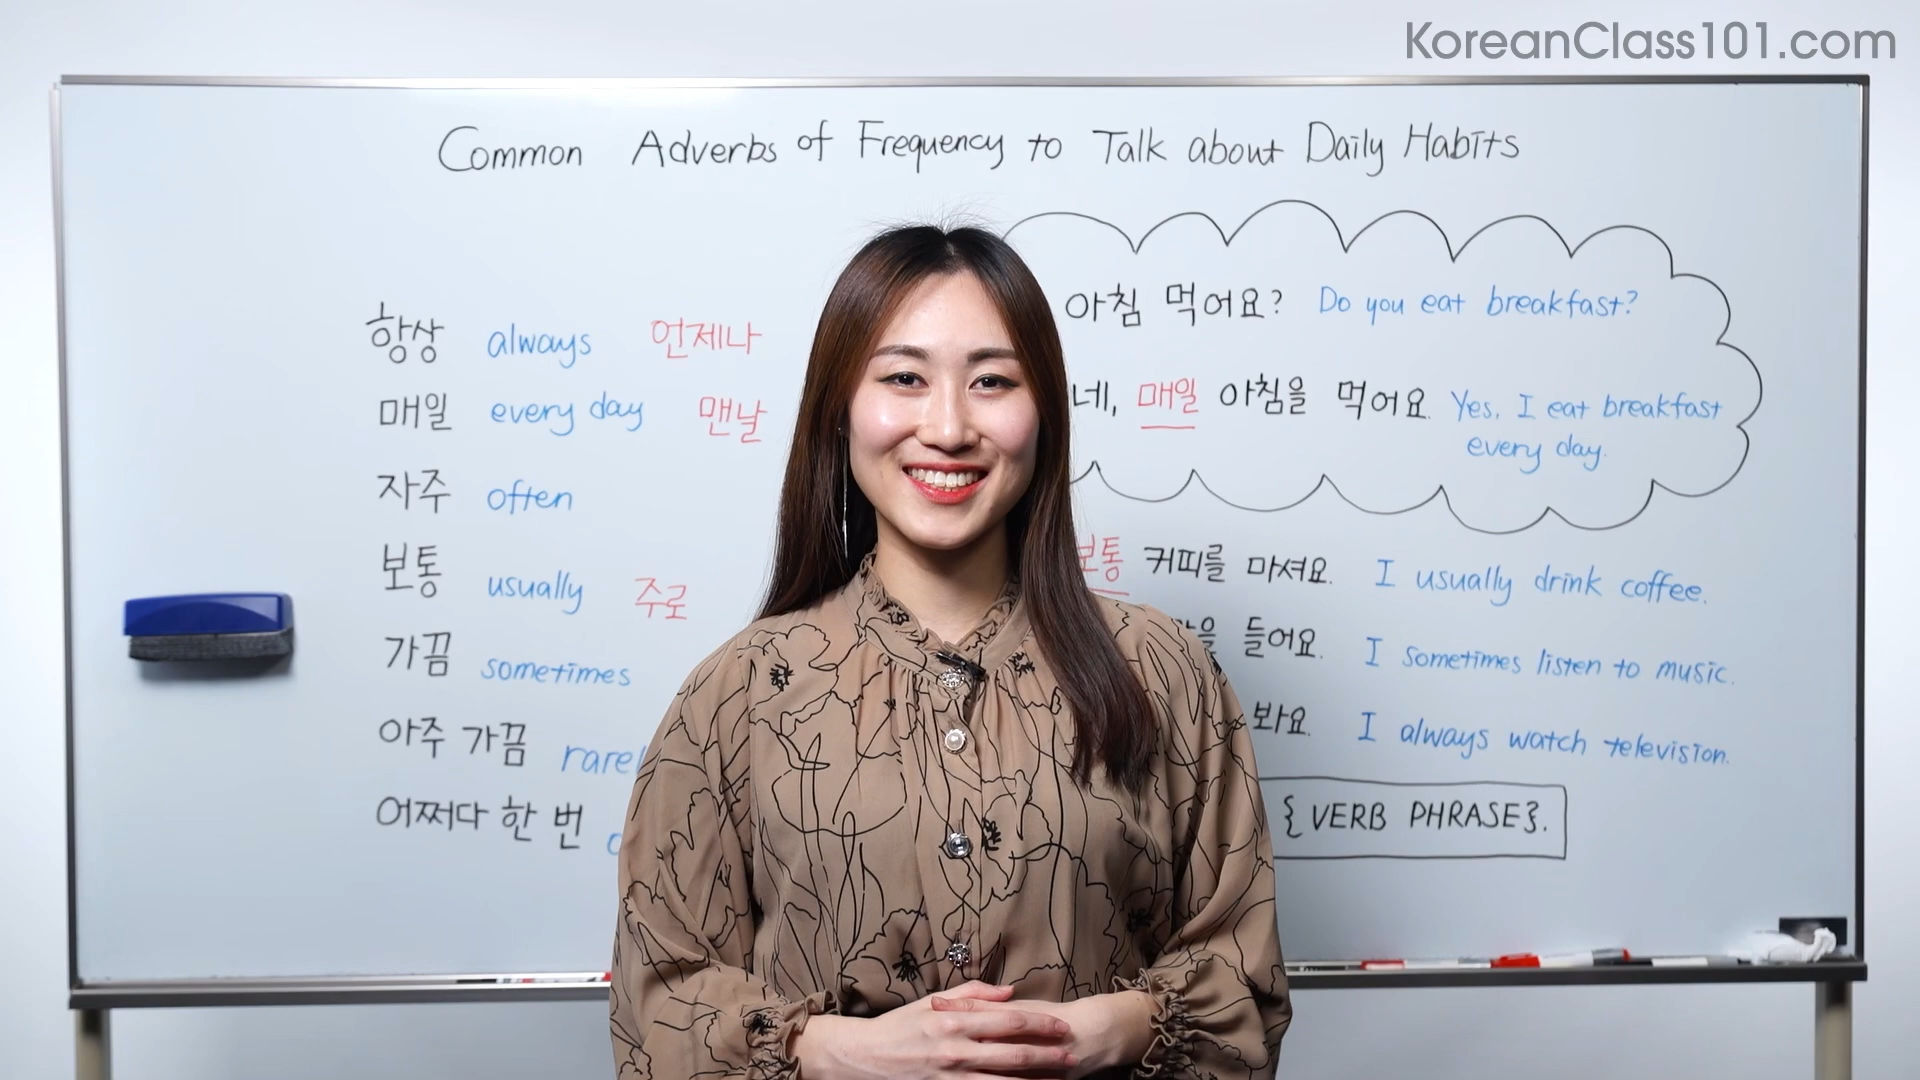 KoreanClass101.com
Common Adverbs of Frequency to Talk about Daily Habits
항상 always 언제나
매일 every day 맨날
자주 often
보통 usually 주로
가끔 sometimes
아주 가끔
어쩌다 한 번
아침 먹어요? Do you eat breakfast?
네, 매일 아침을 먹어요. Yes, I eat breakfast
every day.
보통 커피를 마셔요. I usually drink coffee.
들어요. I sometimes listen to music.
봐요. I always watch television.
{VERB PHRASE}.